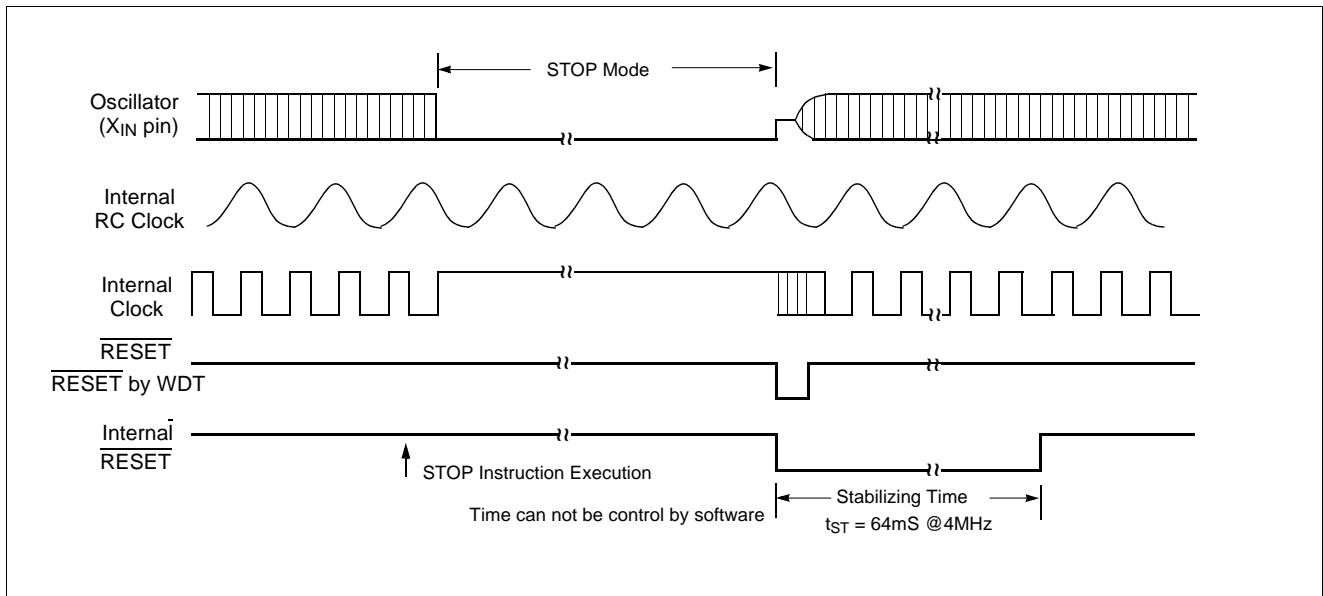 STOP Mode
Oscillator
(XIN pin)
Internal
RC Clock
Internal
Clock
RESET
RESET by WDT
Internal
RESET
STOP Instruction Execution
Time can not be control by software
Stabilizing Time
tST = 64mS @4MHz